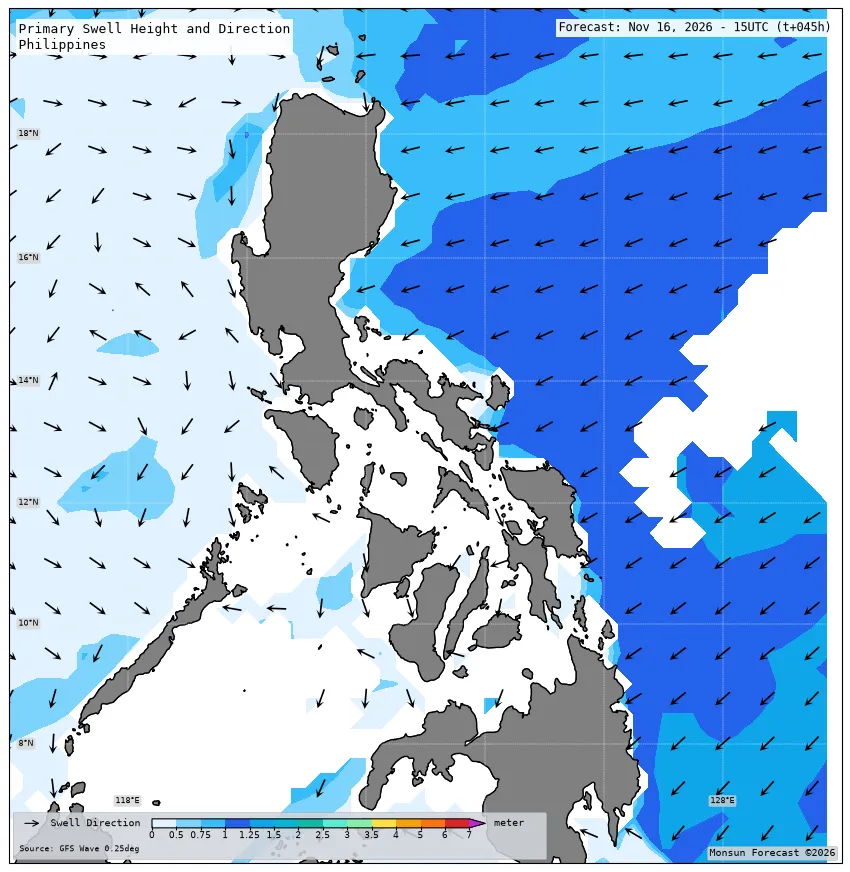 Primary Swell Height and Direction
Philippines
Forecast: Nov 16, 2026 - 15UTC (t+045h)
18°N
16°N
14°N
12°N
10°N
8°N
118°E
128°E
Swell Direction
0 0.5 0.75 1 1.25 1.5 2 2.5 3 3.5 4 5 6 7
meter
Source: GFS Wave 0.25deg
Monsun Forecast ©2026